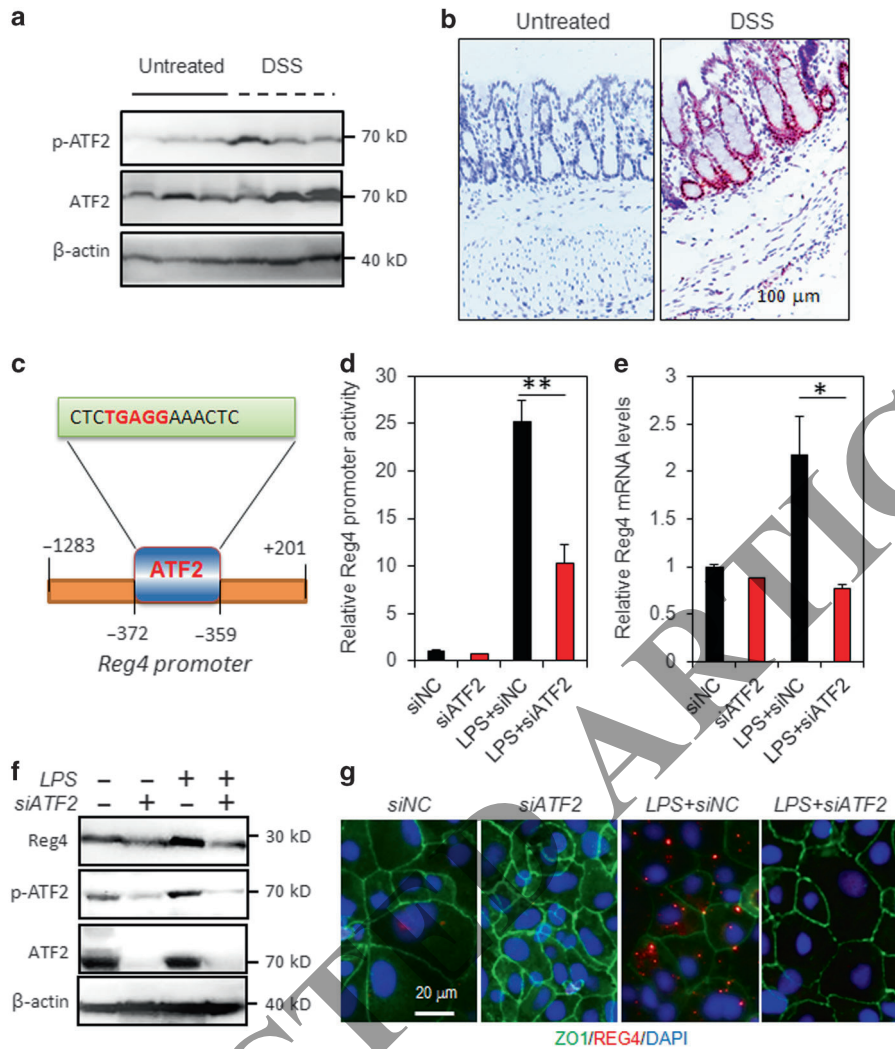 a
Untreated DSS
p-ATF2 70 kD
ATF2 70 kD
β-actin 40 kD
b
Untreated DSS
100 μm
c
CTCTGAGGAAACTC
–1283 ATF2 +201
–372 –359
Reg4 promoter
d
Relative Reg4 promoter activity
30
25
20
15
10
5
0
**
siNC siATF2 LPS+siNC LPS+siATF2
e
Relative Reg4 mRNA levels
3
2.5
2
1.5
1
0.5
0
*
siNC siATF2 LPS+siNC LPS+siATF2
f
LPS – – + +
siATF2 – + – +
Reg4 30 kD
p-ATF2 70 kD
ATF2 70 kD
β-actin 40 kD
g
siNC siATF2 LPS+siNC LPS+siATF2
20 μm
ZO1/REG4/DAPI
CT ARTIC